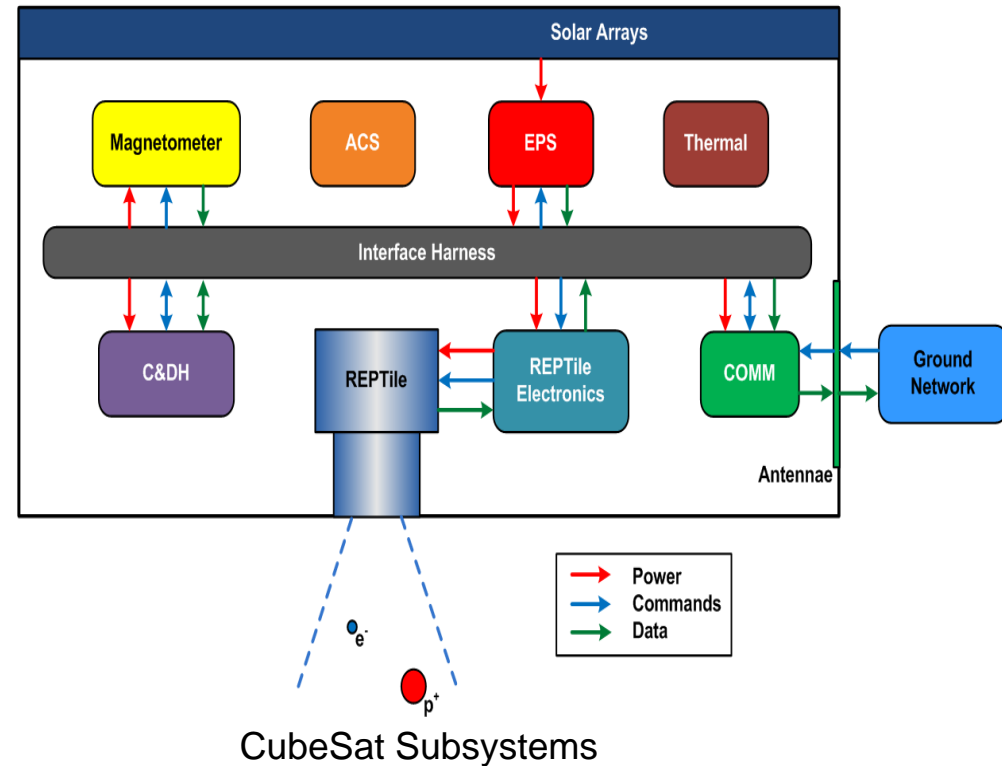 Solar Arrays
Magnetometer
ACS
EPS
Thermal
Interface Harness
C&DH
REPTile
REPTile
Electronics
COMM
Ground
Network
Antennae
Power
Commands
Data
e-
p+
CubeSat Subsystems